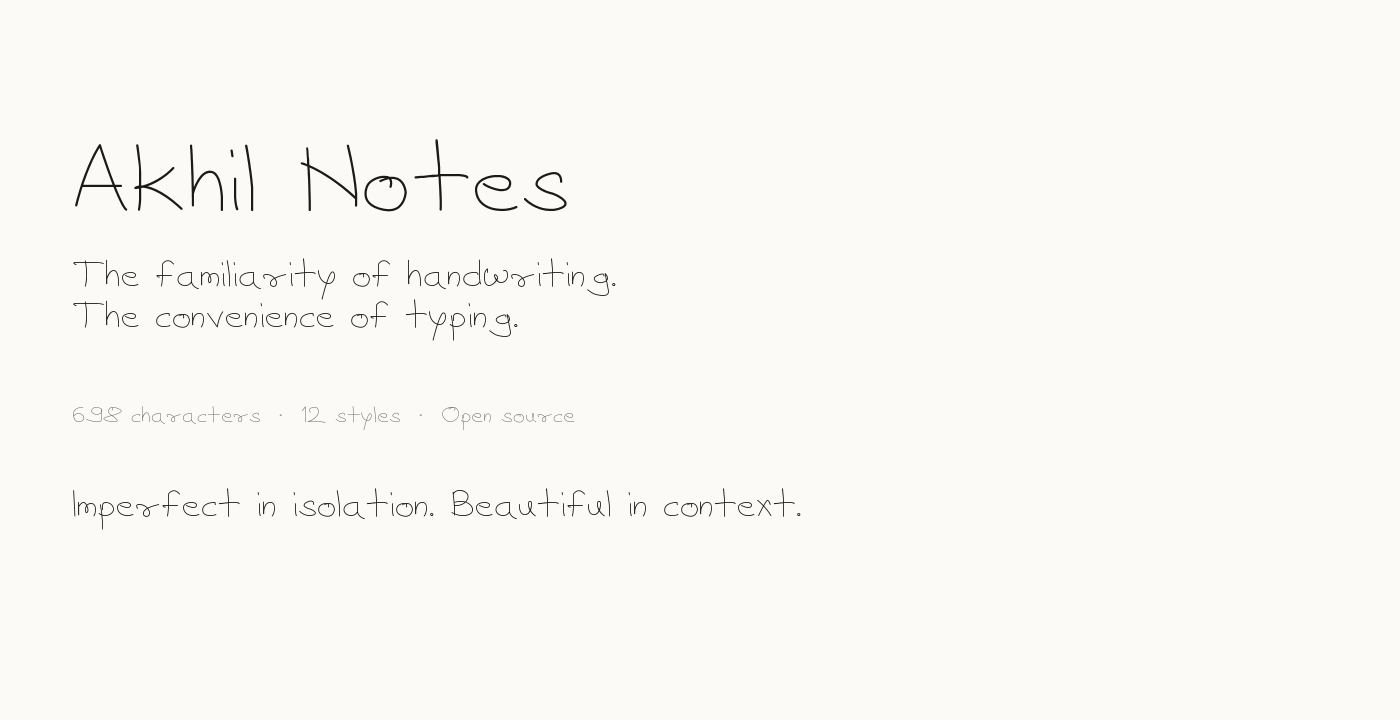 Akhil Notes
The familiarity of handwriting.
The convenience of typing.
698 characters · 12 styles · Open source
Imperfect in isolation. Beautiful in context.